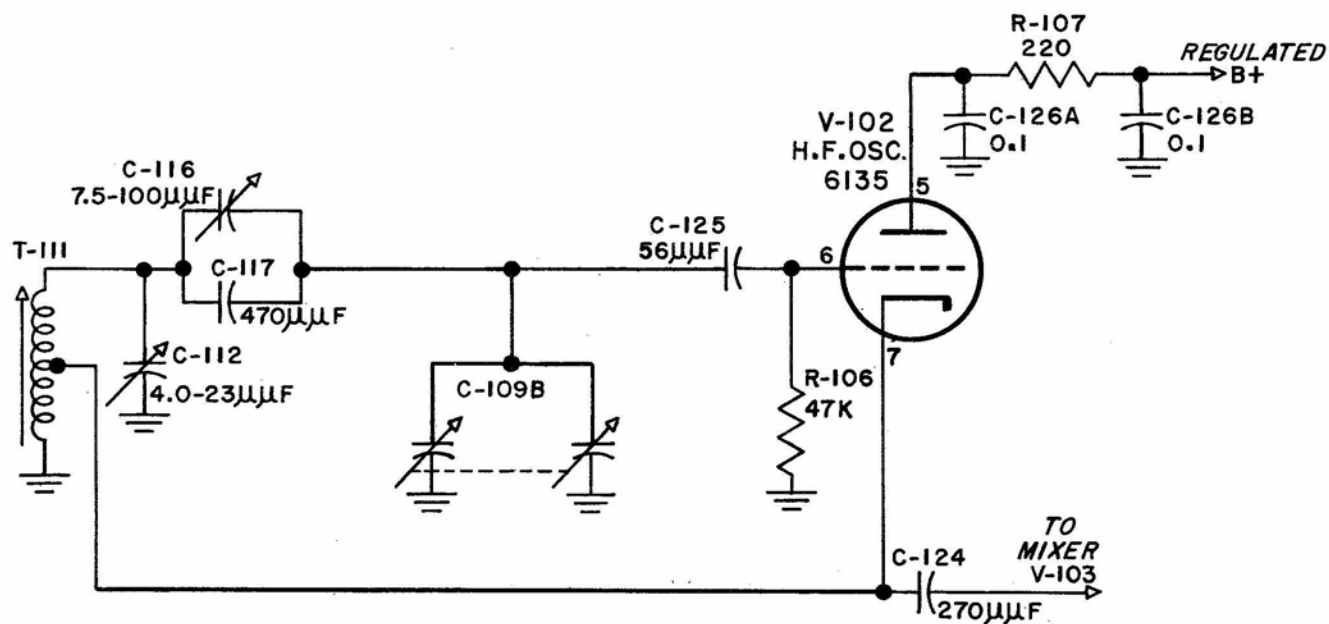 R-107
220
REGULATED
B+
C-126A
0.1
C-126B
0.1
V-102
H.F.OSC.
6135
5
C-116
7.5-100µµF
T-111
C-117
470µµF
C-125
56µµF
6
C-112
4.0-23µµF
C-109B
7
R-106
47K
C-124
270µµF
TO
MIXER
V-103